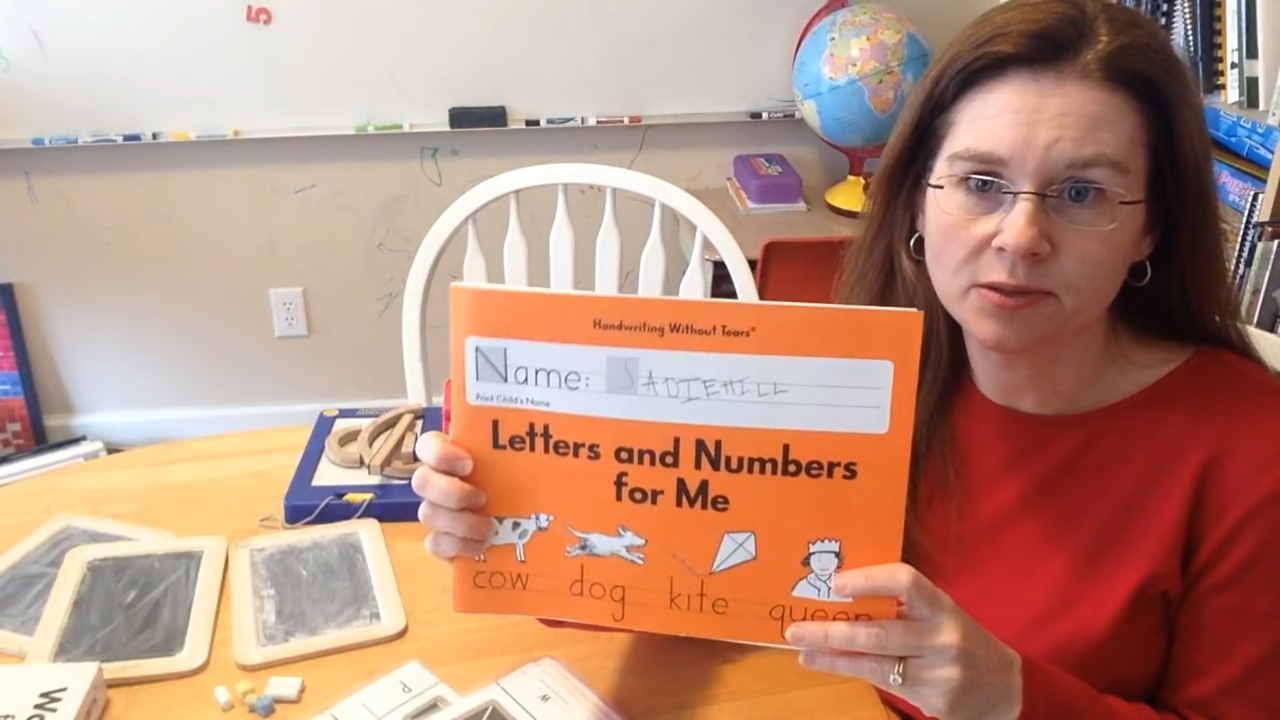 5
Handwriting Without Tears®
Name: SADIEHILL
Print Child's Name
Letters and Numbers
for Me
cow dog kite queen
P
W